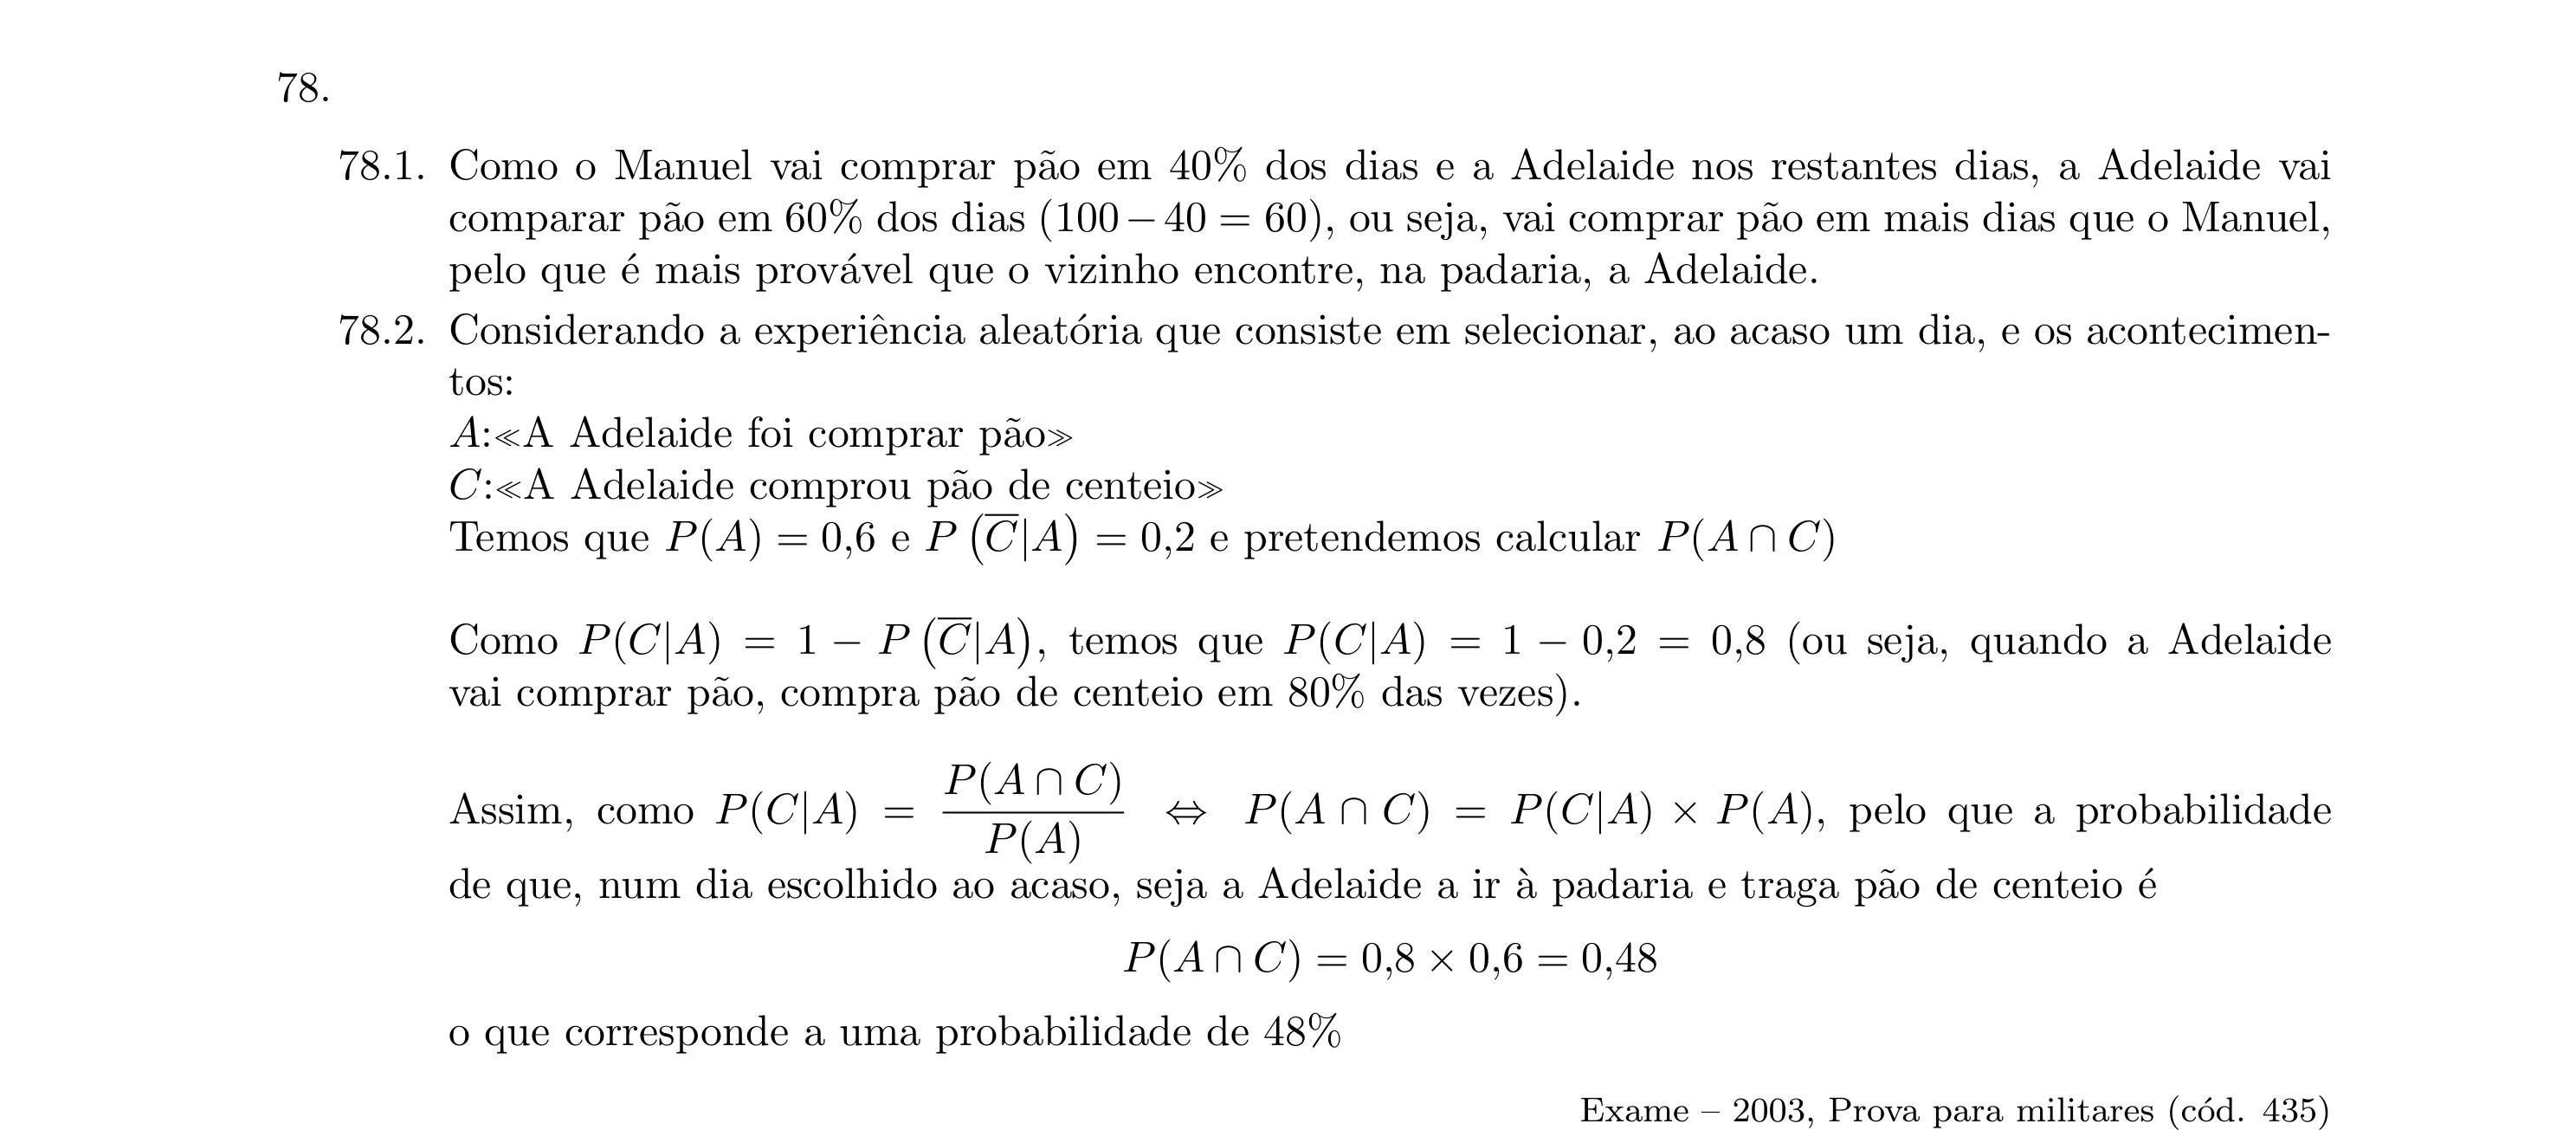 78.
78.1. Como o Manuel vai comprar pão em 40% dos dias e a Adelaide nos restantes dias, a Adelaide vai
comparar pão em 60% dos dias (100 − 40 = 60), ou seja, vai comprar pão em mais dias que o Manuel,
pelo que é mais provável que o vizinho encontre, na padaria, a Adelaide.
78.2. Considerando a experiência aleatória que consiste em selecionar, ao acaso um dia, e os acontecimen-
tos:
A:≪A Adelaide foi comprar pão≫
C:≪A Adelaide comprou pão de centeio≫
Temos que $P(A) = 0{,}6$ e $P\left(\overline{C}|A\right) = 0{,}2$ e pretendemos calcular $P(A \cap C)$
Como $P(C|A) = 1 - P\left(\overline{C}|A\right)$, temos que $P(C|A) = 1 - 0{,}2 = 0{,}8$ (ou seja, quando a Adelaide
vai comprar pão, compra pão de centeio em 80% das vezes).
Assim, como $P(C|A) = \frac{P(A \cap C)}{P(A)} \Leftrightarrow P(A \cap C) = P(C|A) \times P(A)$, pelo que a probabilidade
de que, num dia escolhido ao acaso, seja a Adelaide a ir à padaria e traga pão de centeio é
$P(A \cap C) = 0{,}8 \times 0{,}6 = 0{,}48$
o que corresponde a uma probabilidade de 48%
Exame – 2003, Prova para militares (cód. 435)